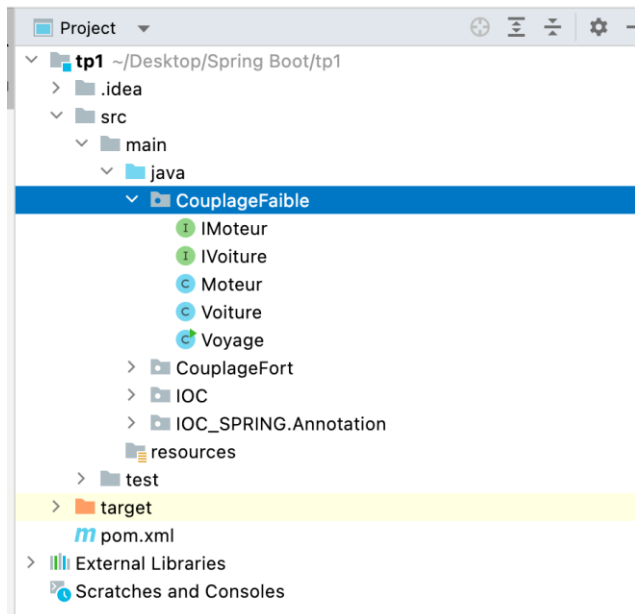 Project
tp1 ~/Desktop/Spring Boot/tp1
.idea
src
main
java
CouplageFaible
I IMoteur
I IVoiture
C Moteur
C Voiture
C Voyage
CouplageFort
IOC
IOC_SPRING.Annotation
resources
test
target
m pom.xml
External Libraries
Scratches and Consoles